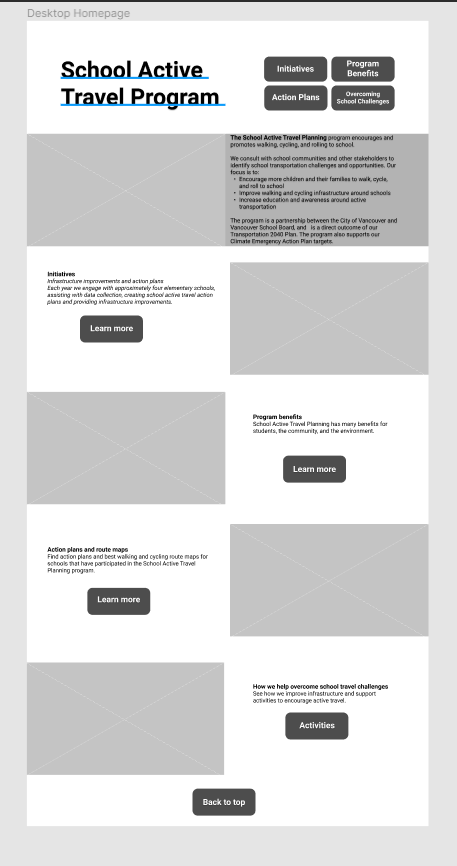 Desktop Homepage
School Active
Travel Program
Initiatives
Program
Benefits
Action Plans
Overcoming
School Challenges
The School Active Travel Planning program encourages and
promotes walking, cycling, and rolling to school.
We consult with school communities and other stakeholders to
identify school transportation challenges and opportunities. Our
focus is to:
• Encourage more children and their families to walk, cycle,
and roll to school
• Improve walking and cycling infrastructure around schools
• Increase education and awareness around active
transportation
The program is a partnership between the City of Vancouver and
Vancouver School Board, and is a direct outcome of our
Transportation 2040 Plan. The program also supports our
Climate Emergency Action Plan targets.
Initiatives
Infrastructure improvements and action plans
Each year we engage with approximately four elementary schools,
assisting with data collection, creating school active travel action
plans and providing infrastructure improvements.
Learn more
Program benefits
School Active Travel Planning has many benefits for
students, the community, and the environment.
Learn more
Action plans and route maps
Find action plans and best walking and cycling route maps for
schools that have participated in the School Active Travel
Planning program.
Learn more
How we help overcome school travel challenges
See how we improve infrastructure and support
activities to encourage active travel.
Activities
Back to top